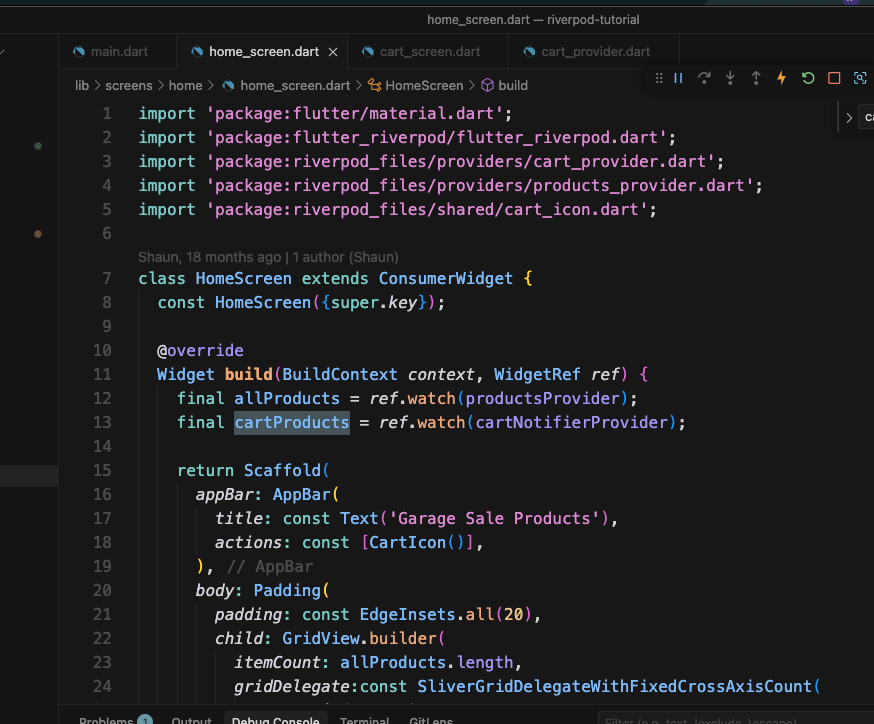 home_screen.dart — riverpod-tutorial
main.dart home_screen.dart cart_screen.dart cart_provider.dart
lib > screens > home > home_screen.dart > HomeScreen > build
1 import 'package:flutter/material.dart';
2 import 'package:flutter_riverpod/flutter_riverpod.dart';
3 import 'package:riverpod_files/providers/cart_provider.dart';
4 import 'package:riverpod_files/providers/products_provider.dart';
5 import 'package:riverpod_files/shared/cart_icon.dart';
6
Shaun, 18 months ago | 1 author (Shaun)
7 class HomeScreen extends ConsumerWidget {
8 const HomeScreen({super.key});
9
10 @override
11 Widget build(BuildContext context, WidgetRef ref) {
12 final allProducts = ref.watch(productsProvider);
13 final cartProducts = ref.watch(cartNotifierProvider);
14
15 return Scaffold(
16 appBar: AppBar(
17 title: const Text('Garage Sale Products'),
18 actions: const [CartIcon()],
19 ), // AppBar
20 body: Padding(
21 padding: const EdgeInsets.all(20),
22 child: GridView.builder(
23 itemCount: allProducts.length,
24 gridDelegate:const SliverGridDelegateWithFixedCrossAxisCount(
Problems 1 Output Debug Console Terminal GitLens